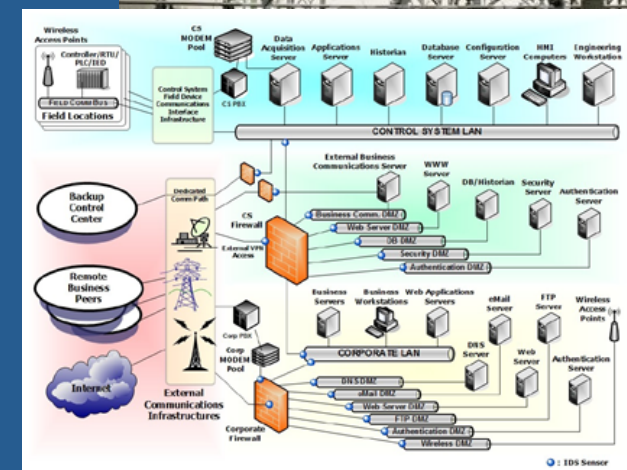 Wireless
Access Points
Controller/RTU/
PLC/IED
FIELD COMM BUS
Field Locations
Control System
Field Device
Communications
Interface
Infrastructure
CS
MODEM
Pool
CS PBX
Data
Acquisition
Server
Applications
Server
Historian
Database
Server
Configuration
Server
HMI
Computers
Engineering
Workstation
CONTROL SYSTEM LAN
Backup
Control
Center
Dedicated
Comm Path
External Business
Communications Server
WWW
Server
DB/Historian
Security
Server
Authentication
Server
CS
Firewall
External VPN
Access
Business Comm. DMZ
Web Server DMZ
DB DMZ
Security DMZ
Authentication DMZ
Remote
Business
Peers
Internet
External
Communications
Infrastructures
Corp PBX
Corp
MODEM
Pool
Corporate
Firewall
Business
Servers
Business
Workstations
Web Applications
Servers
CORPORATE LAN
eMail
Server
FTP
Server
Wireless
Access
Points
DNS
Server
Web
Server
Authentication
Server
DNS DMZ
eMail DMZ
Web Server DMZ
FTP DMZ
Authentication DMZ
Wireless DMZ
: IDS Sensor